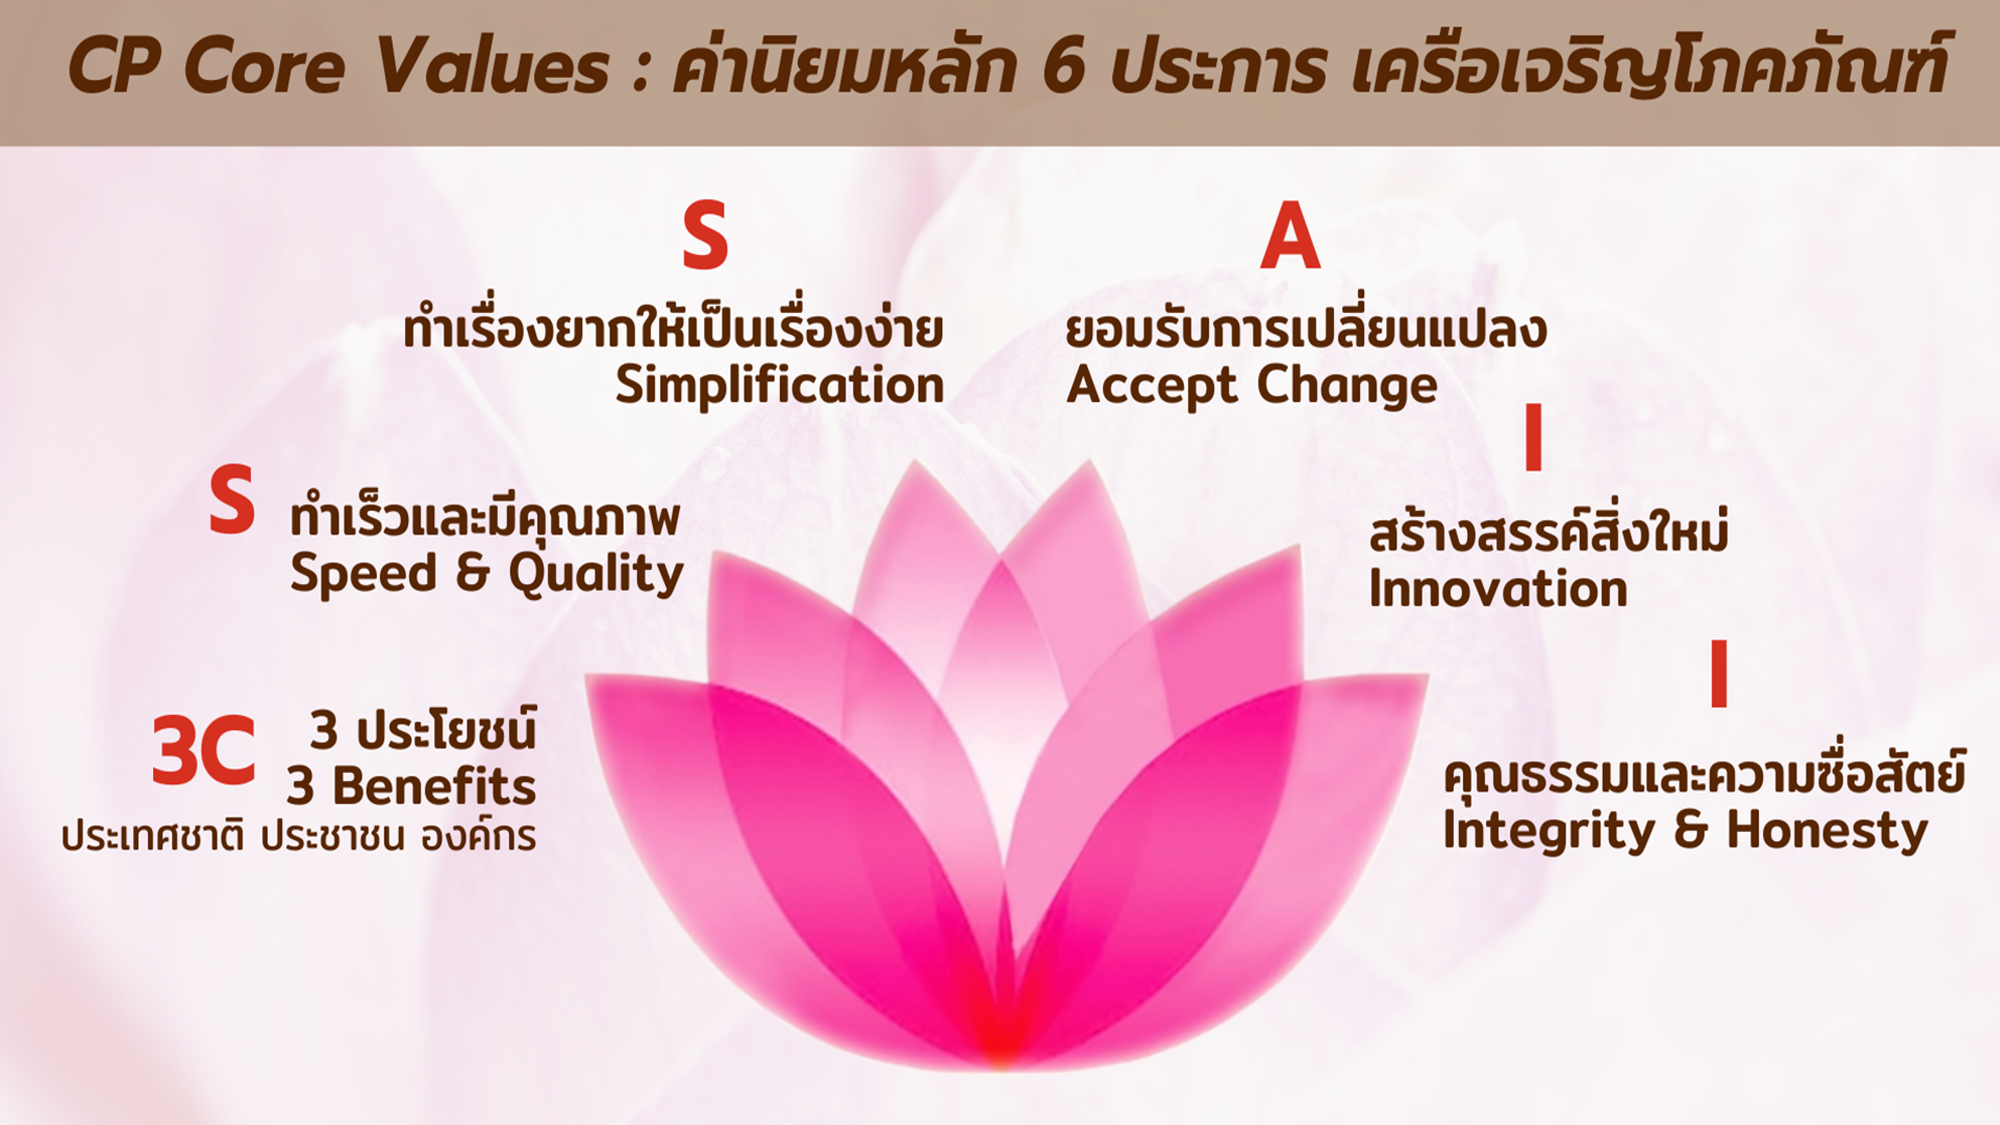 CP Core Values : ค่านิยมหลัก 6 ประการ เครือเจริญโภคภัณฑ์
S
ทำเรื่องยากให้เป็นเรื่องง่าย
Simplification
A
ยอมรับการเปลี่ยนแปลง
Accept Change
S
ทำเร็วและมีคุณภาพ
Speed & Quality
I
สร้างสรรค์สิ่งใหม่
Innovation
3C
3 ประโยชน์
3 Benefits
ประเทศชาติ ประชาชน องค์กร
I
คุณธรรมและความซื่อสัตย์
Integrity & Honesty